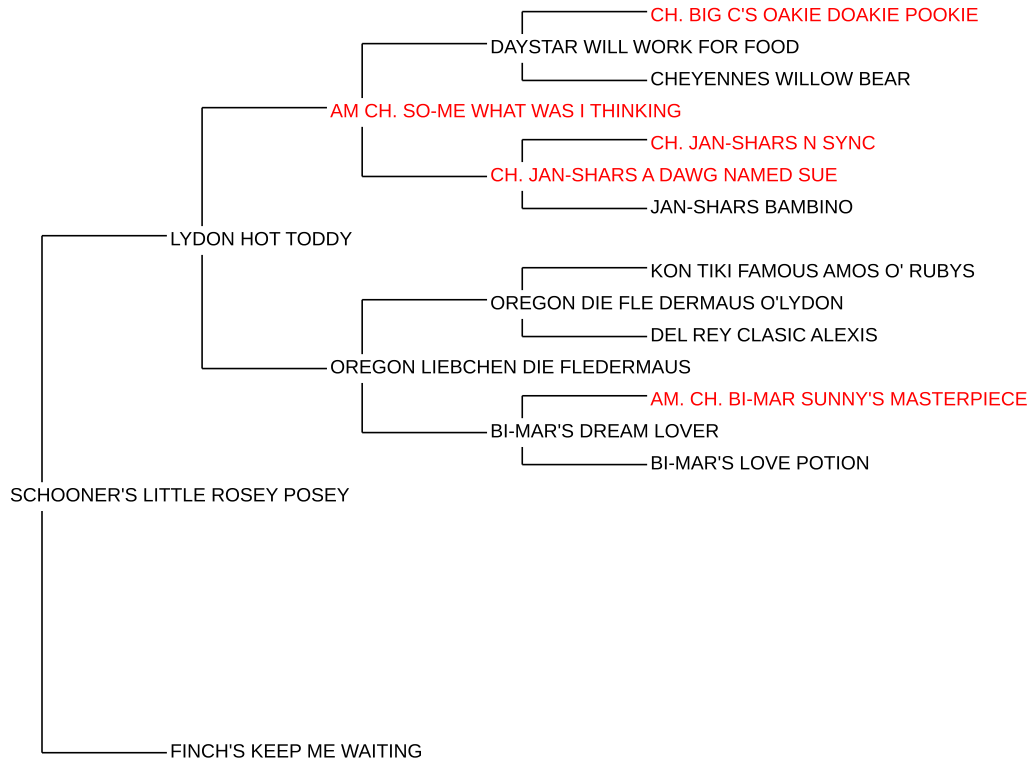 CH. BIG C'S OAKIE DOAKIE POOKIE
DAYSTAR WILL WORK FOR FOOD
CHEYENNES WILLOW BEAR
AM CH. SO-ME WHAT WAS I THINKING
CH. JAN-SHARS N SYNC
CH. JAN-SHARS A DAWG NAMED SUE
JAN-SHARS BAMBINO
LYDON HOT TODDY
KON TIKI FAMOUS AMOS O' RUBYS
OREGON DIE FLE DERMAUS O'LYDON
DEL REY CLASIC ALEXIS
OREGON LIEBCHEN DIE FLEDERMAUS
AM. CH. BI-MAR SUNNY'S MASTERPIECE
BI-MAR'S DREAM LOVER
BI-MAR'S LOVE POTION
SCHOONER'S LITTLE ROSEY POSEY
FINCH'S KEEP ME WAITING